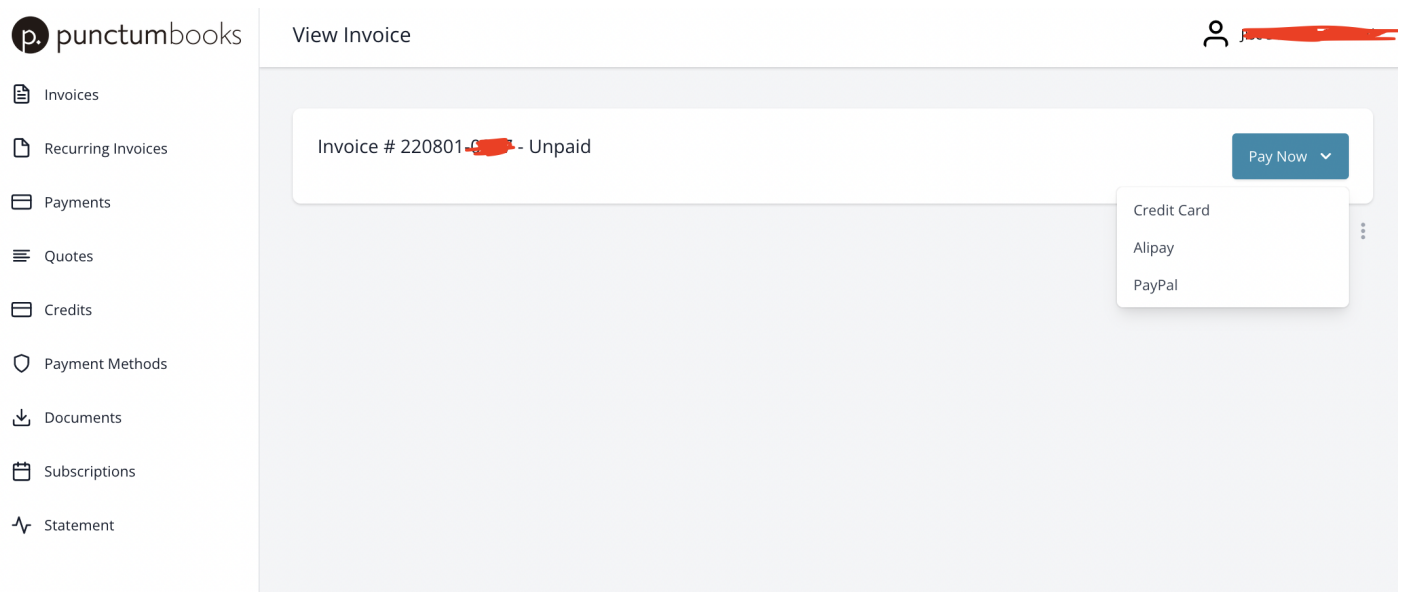 p. punctumbooks
View Invoice
Invoices
Recurring Invoices
Payments
Quotes
Credits
Payment Methods
Documents
Subscriptions
Statement
Invoice # 220801- - Unpaid
Pay Now
Credit Card
Alipay
PayPal